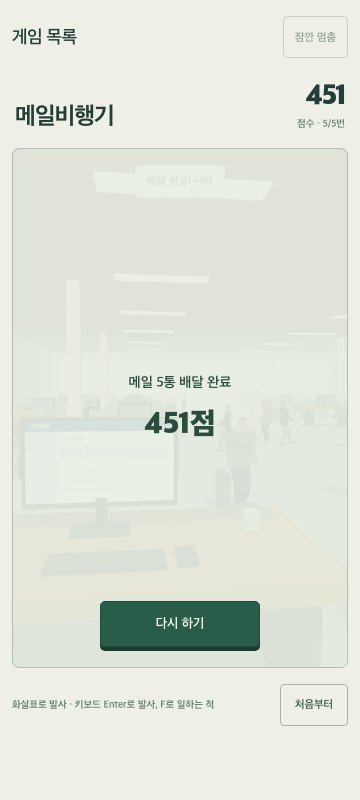 게임 목록
잠깐 멈춤
메일비행기
451
점수 · 5/5번
배달 성공! +90
메일 5통 배달 완료
451점
다시 하기
화살표로 발사 · 키보드 Enter로 발사, F로 일하는 척
처음부터